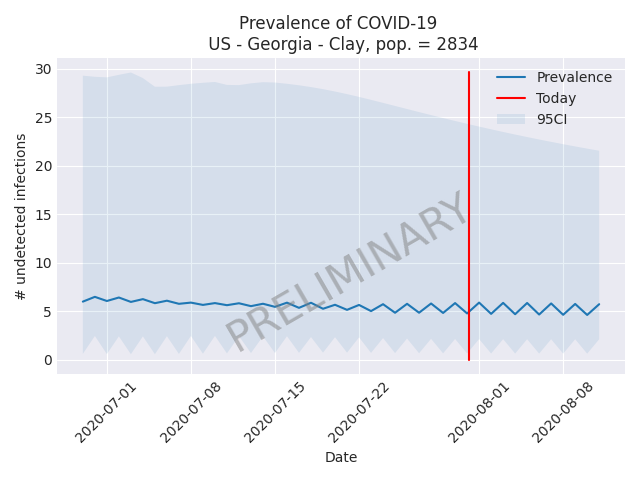 Prevalence of COVID-19
US - Georgia - Clay, pop. = 2834
30
25
20
15
10
5
0
# undetected infections
Prevalence
Today
95CI
PRELIMINARY
2020-07-01
2020-07-08
2020-07-15
2020-07-22
2020-08-01
2020-08-08
Date